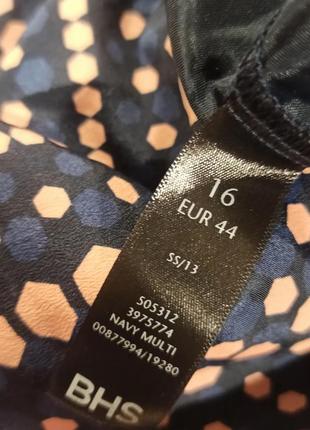 16
EUR 44
SS/13
505312
3975774
NAVY MULTI
00877994/19280
BHS